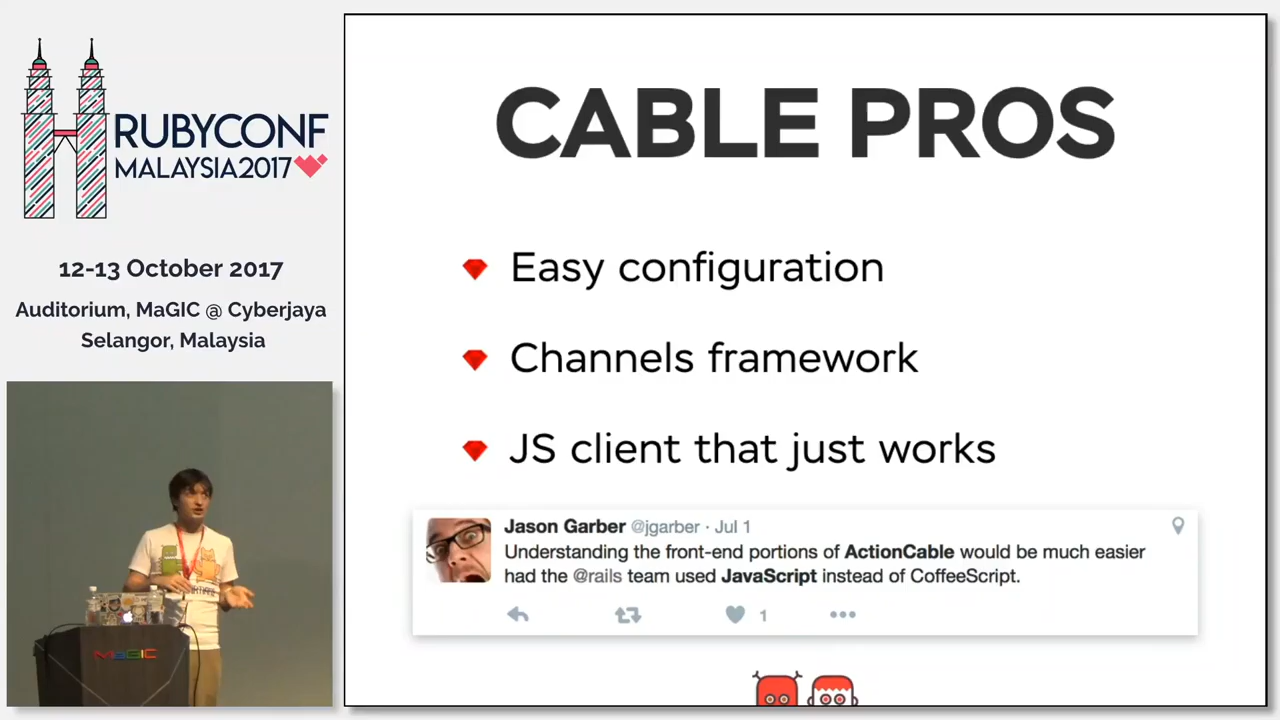 RUBYCONF
MALAYSIA2017
12-13 October 2017
Auditorium, MaGIC @ Cyberjaya
Selangor, Malaysia
MaGIC
CABLE PROS
Easy configuration
Channels framework
JS client that just works
Jason Garber @jgarber · Jul 1
Understanding the front-end portions of ActionCable would be much easier
had the @rails team used JavaScript instead of CoffeeScript.
1